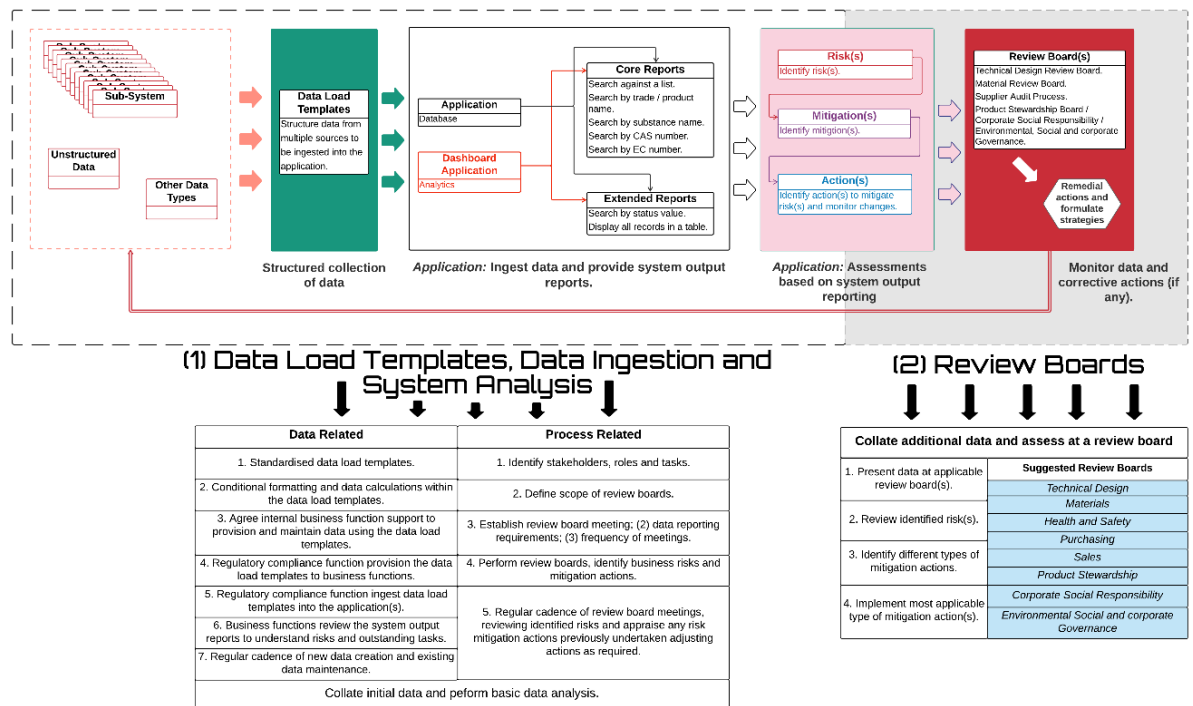 Sub-System
Sub-System
Sub-System
Sub-System
Unstructured
Data
Other Data
Types
Data Load
Templates
Structure data from
multiple sources to
be ingested into the
application.
Structured collection
of data
Application
Database
Dashboard
Application
Analytics
Core Reports
Search against a list.
Search by trade / product
name.
Search by substance name.
Search by CAS number.
Search by EC number.
Extended Reports
Search by status value.
Display all records in a table.
Application: Ingest data and provide system output
reports.
Risk(s)
Identify risk(s).
Mitigation(s)
Identify mitigtion(s).
Action(s)
Identify action(s) to mitigate
risk(s) and monitor changes.
Application: Assessments
based on system output
reporting
Review Board(s)
Technical Design Review Board.
Material Review Board.
Supplier Audit Process.
Product Stewardship Board /
Corporate Social Responsibility /
Environmental, Social and corporate
Governance.
Remedial
actions and
formulate
strategies
Monitor data and
corrective actions (if
any).
(1) Data Load Templates, Data Ingestion and
System Analysis
Data Related
1. Standardised data load templates.
2. Conditional formatting and data calculations within
the data load templates.
3. Agree internal business function support to
provision and maintain data using the data load
templates.
4. Regulatory compliance function provision the data
load templates to business functions.
5. Regulatory compliance function ingest data load
templates into the application(s).
6. Business functions review the system output
reports to understand risks and outstanding tasks.
7. Regular cadence of new data creation and existing
data maintenance.
Process Related
1. Identify stakeholders, roles and tasks.
2. Define scope of review boards.
3. Establish review board meeting; (2) data reporting
requirements; (3) frequency of meetings.
4. Perform review boards, identify business risks and
mitigation actions.
5. Regular cadence of review board meetings,
reviewing identified risks and appraise any risk
mitigation actions previously undertaken adjusting
actions as required.
Collate initial data and peform basic data analysis.
(2) Review Boards
Collate additional data and assess at a review board
1. Present data at applicable
review board(s).
2. Review identified risk(s).
3. Identify different types of
mitigation actions.
4. Implement most applicable
type of mitigation action(s).
Suggested Review Boards
Technical Design
Materials
Health and Safety
Purchasing
Sales
Product Stewardship
Corporate Social Responsibility
Environmental Social and corporate
Governance